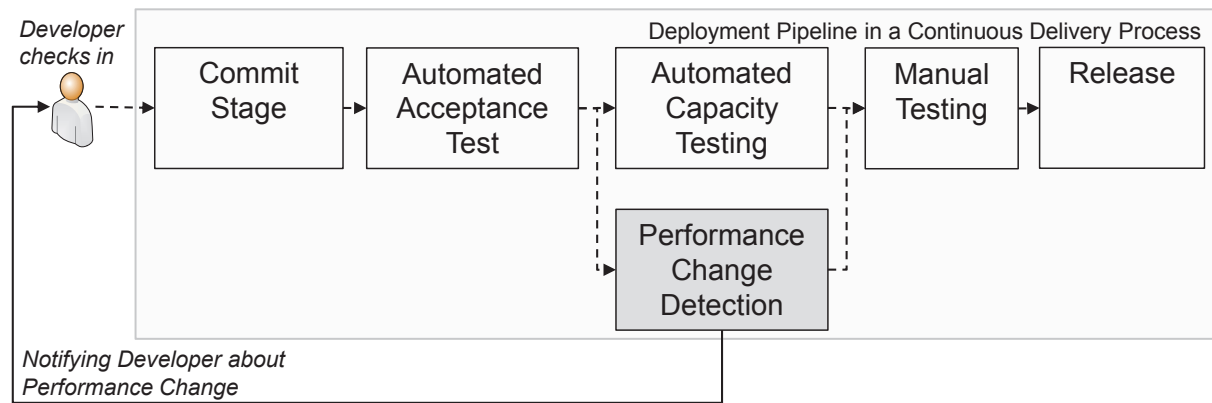 Developer
checks in
Deployment Pipeline in a Continuous Delivery Process
Commit
Stage
Automated
Acceptance
Test
Automated
Capacity
Testing
Manual
Testing
Release
Performance
Change
Detection
Notifying Developer about
Performance Change